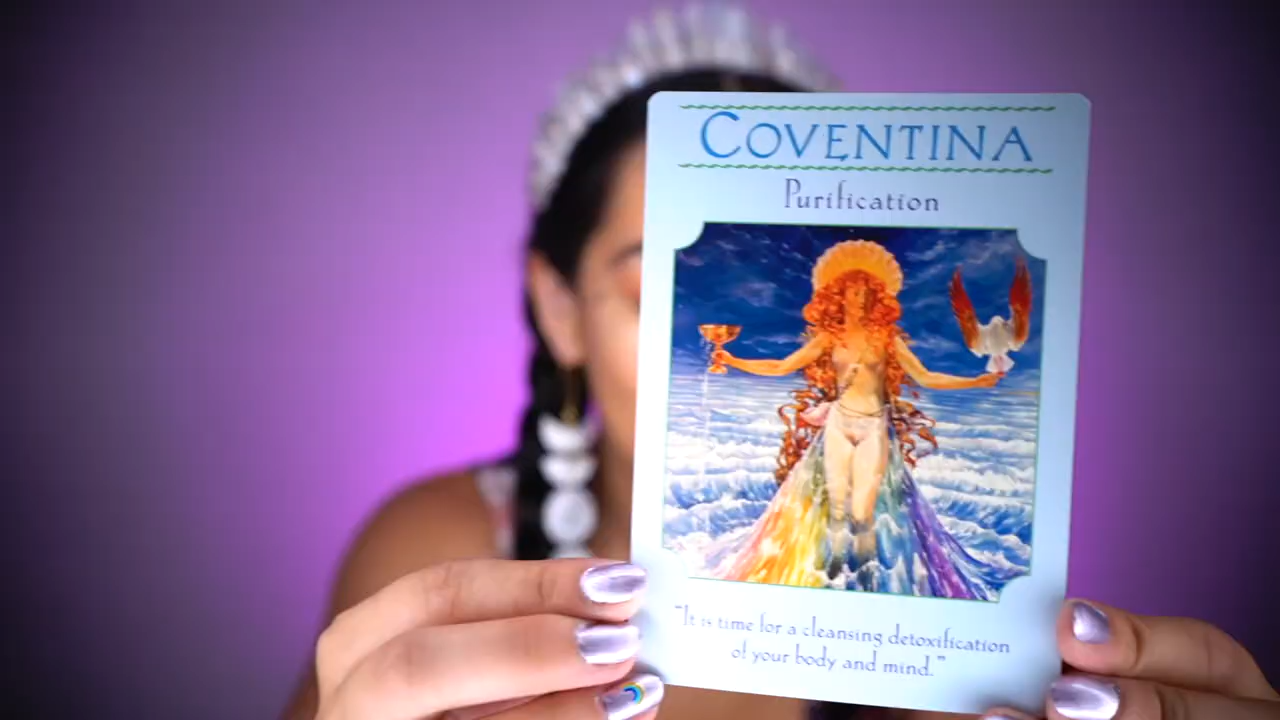 COVENTINA
Purification
"It is time for a cleansing detoxification
of your body and mind."